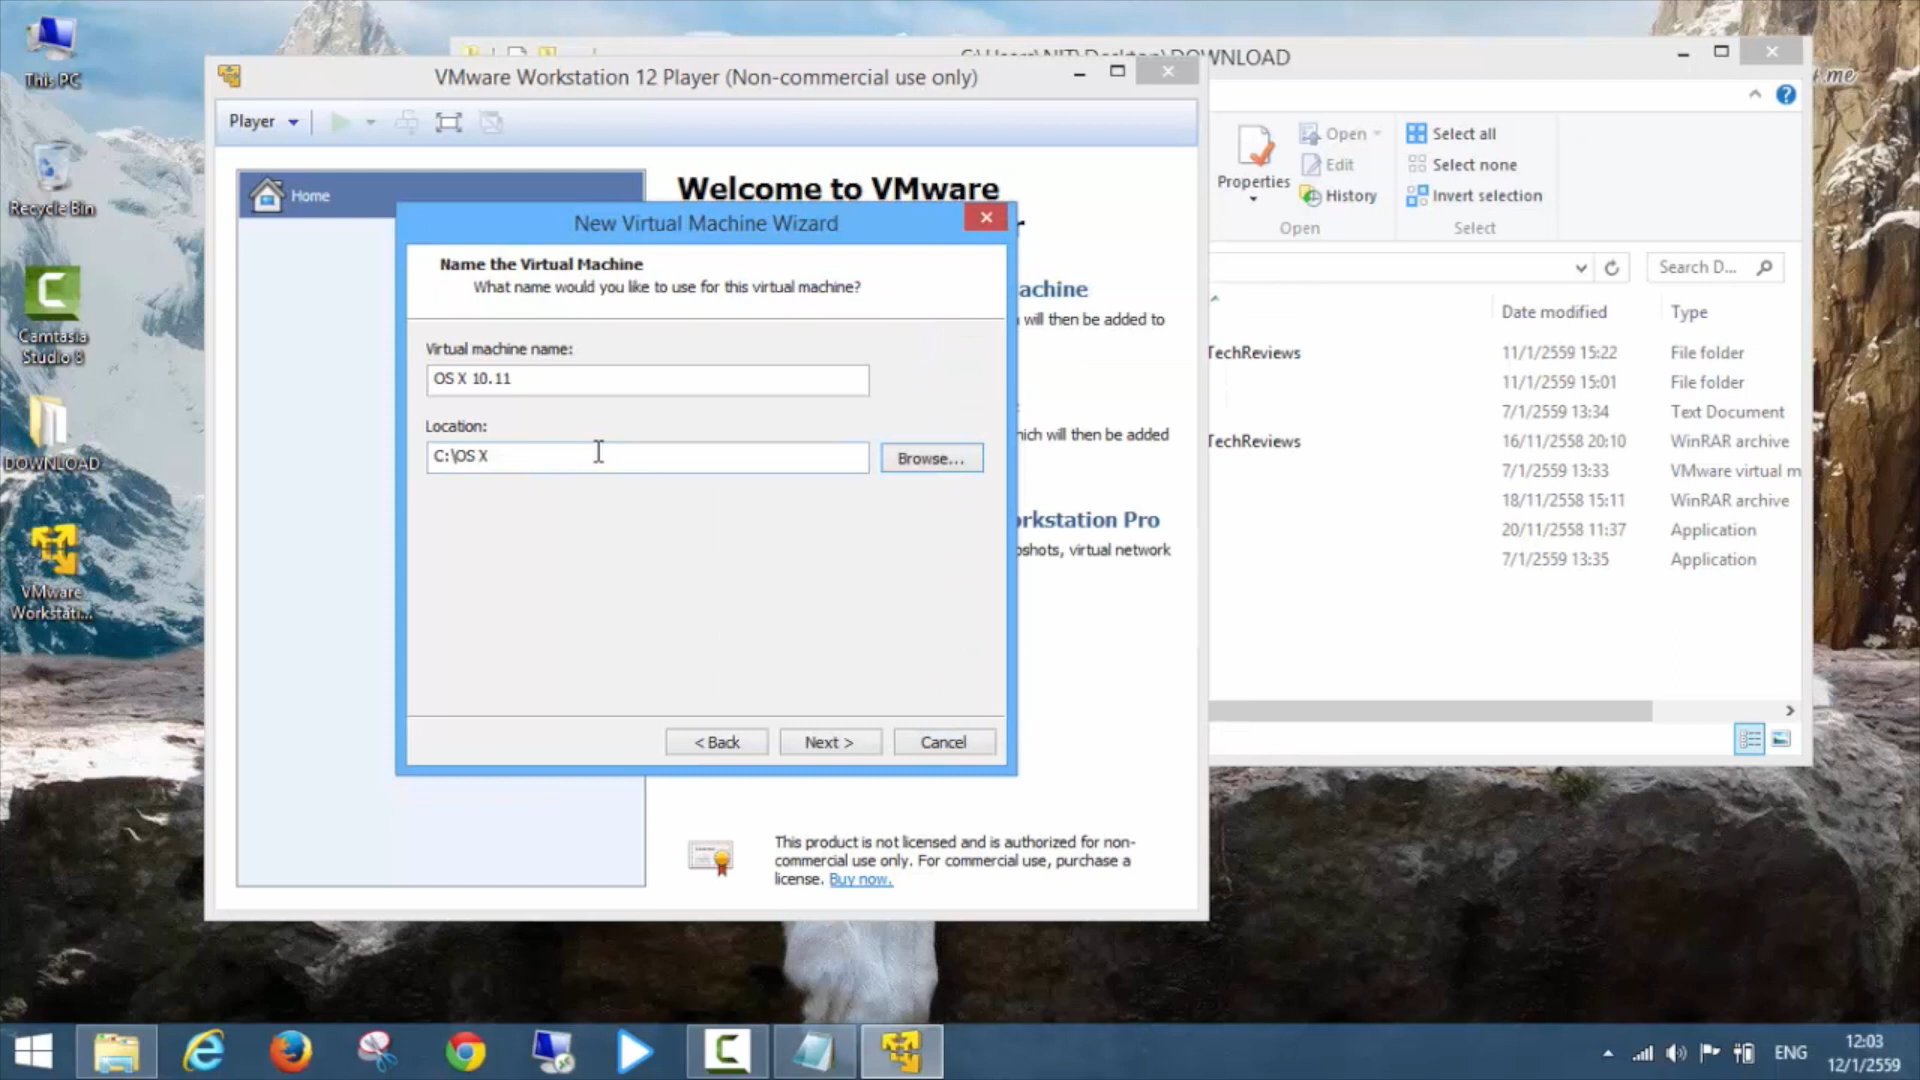 This PC
Recycle Bin
Camtasia
Studio 8
DOWNLOAD
VMware
Workstati...
VMware Workstation 12 Player (Non-commercial use only)
Player
Home
Welcome to VMware
New Virtual Machine Wizard
Name the Virtual Machine
What name would you like to use for this virtual machine?
Virtual machine name:
OS X 10.11
Location:
C:\OS X
Browse...
< Back
Next >
Cancel
achine
will then be added to
hich will then be added
rkstation Pro
pshots, virtual network
This product is not licensed and is authorized for non-
commercial use only. For commercial use, purchase a
license. Buy now.
WNLOAD
.me
Properties
Open
Edit
History
Open
Select all
Select none
Invert selection
Select
Search D...
Date modified
Type
TechReviews
11/1/2559 15:22
File folder
11/1/2559 15:01
File folder
7/1/2559 13:34
Text Document
TechReviews
16/11/2558 20:10
WinRAR archive
7/1/2559 13:33
VMware virtual m
18/11/2558 15:11
WinRAR archive
20/11/2558 11:37
Application
7/1/2559 13:35
Application
ENG
12:03
12/1/2559